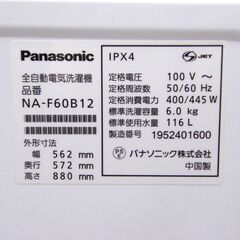 Panasonic
全自動電気洗濯機
品番
NA-F60B12
外形寸法
幅 562 mm
奥行 572 mm
高さ 880 mm
IPX4
S JET
定格電圧 100 V ～
定格周波数 50/60 Hz
定格消費電力 400/445 W
標準洗濯容量 6.0 kg
標準使用水量 116 L
製造番号 1952401600
パナソニック株式会社
中国製